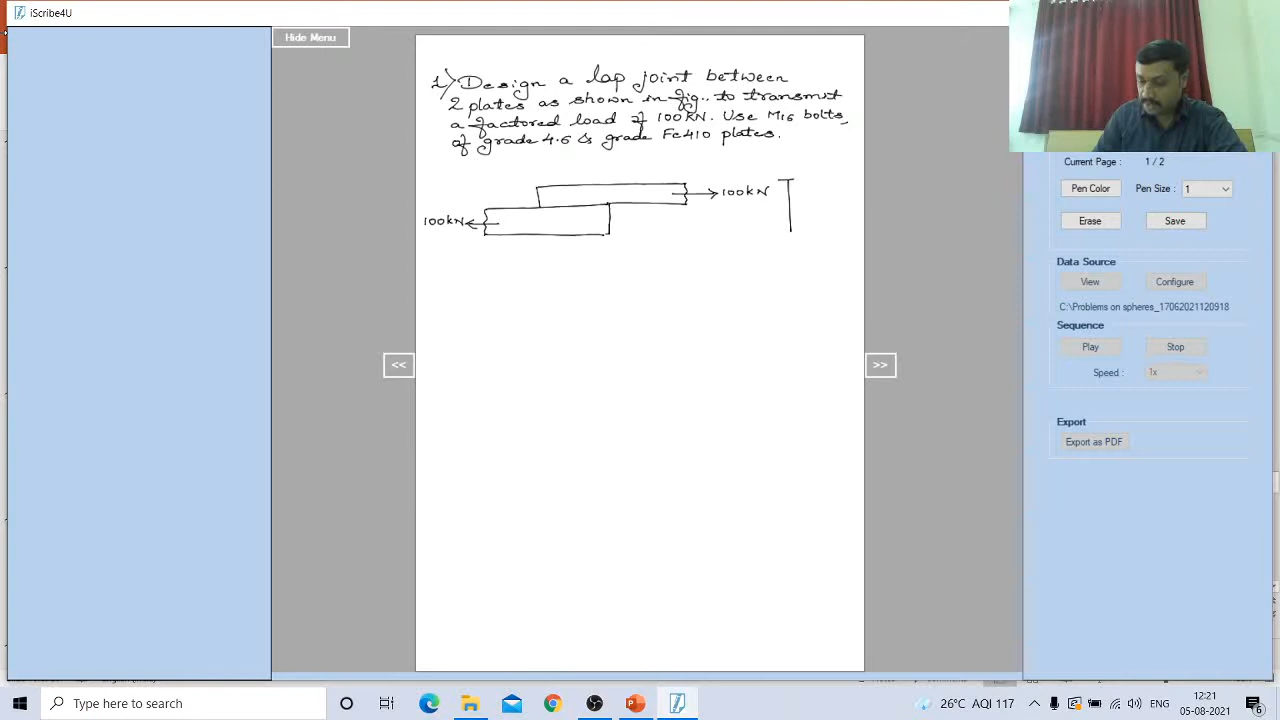 iScribe4U
Hide Menu
1) Design a lap joint between
2 plates as shown in fig., to transmit
a factored load of 100KN. Use M16 bolts,
of grade 4.6 & grade Fe410 plates.
100kN
100kN
<<
>>
Current Page : 1 / 2
Pen Color Pen Size : 1
Erase Save
Data Source
View Configure
C:\Problems on spheres_17062021120918
Sequence
Play Stop
Speed : 1x
Export
Export as PDF
Type here to search
26°C AQI 117
ENG
12:21
05-08-2021
6